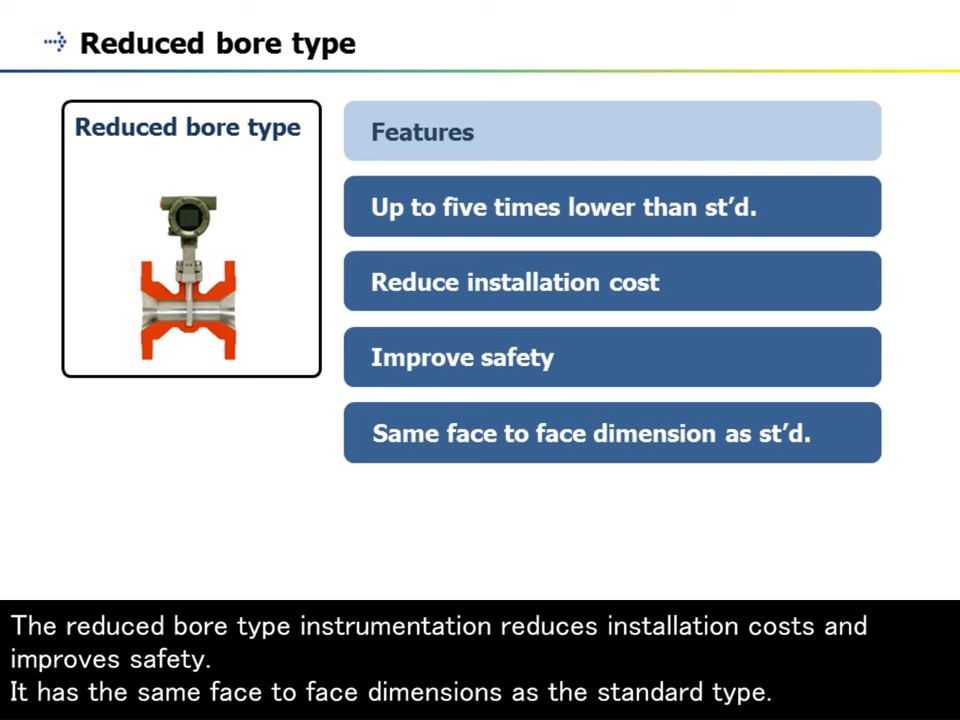 Reduced bore type
Reduced bore type
Features
Up to five times lower than st’d.
Reduce installation cost
Improve safety
Same face to face dimension as st’d.
The reduced bore type instrumentation reduces installation costs and
improves safety.
It has the same face to face dimensions as the standard type.